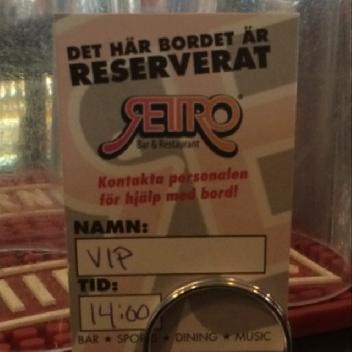 DET HÄR BORDET ÄR
RESERVERAT
RETRO
Bar & Restaurant
Kontakta personalen
för hjälp med bord!
NAMN:
VIP
TID:
14:00
BAR ★ SPORTS ★ DINING ★ MUSIC